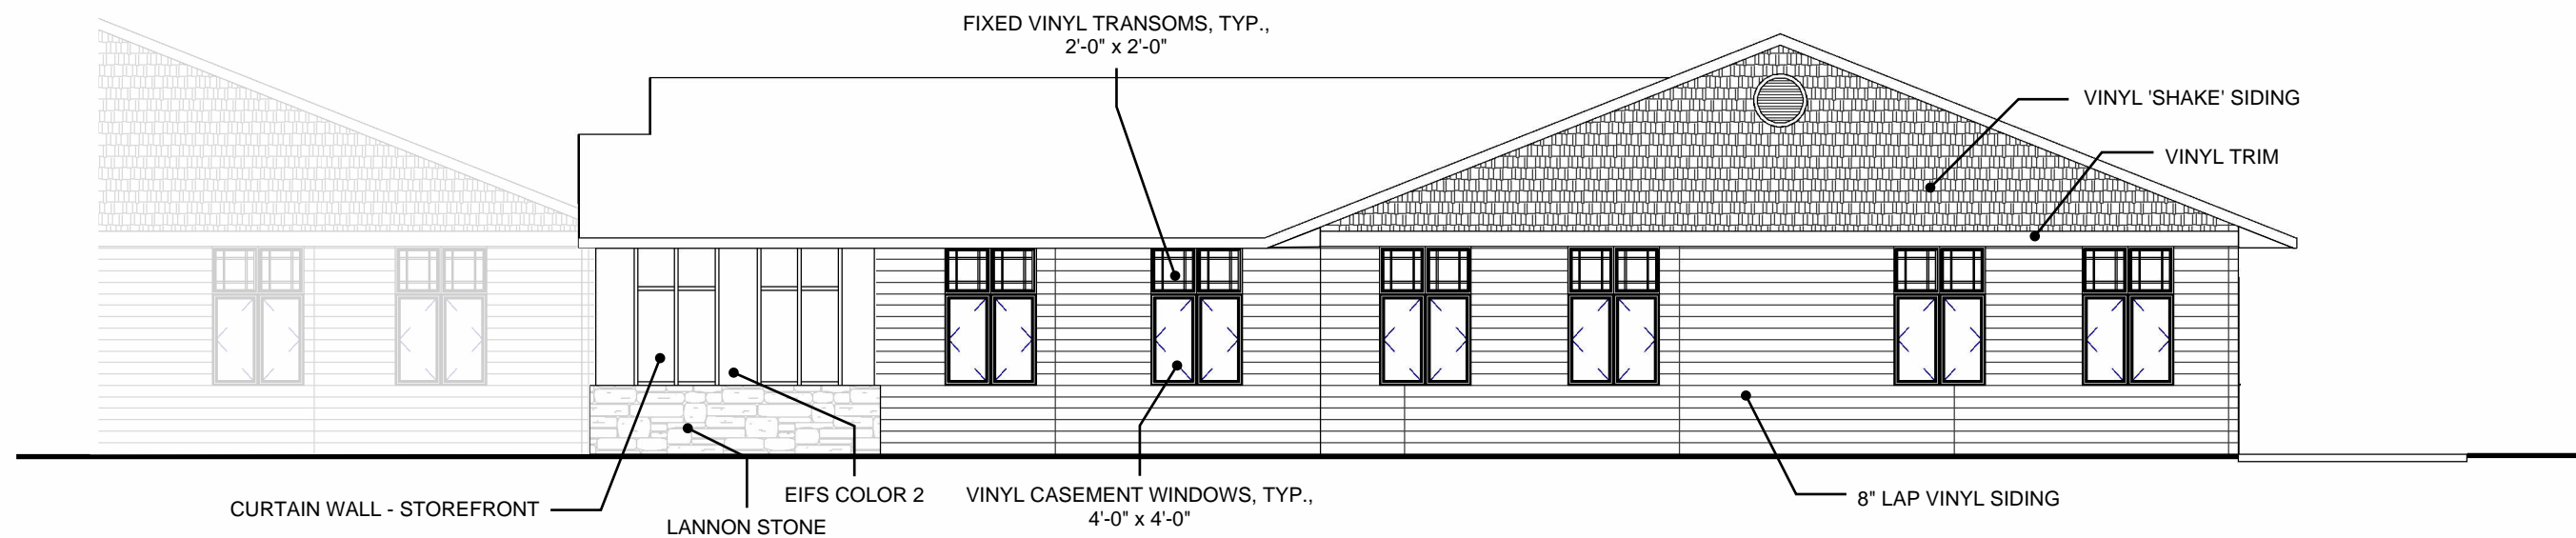 FIXED VINYL TRANSOMS, TYP.,
2'-0" x 2'-0"
VINYL 'SHAKE' SIDING
VINYL TRIM
EIFS COLOR 2
VINYL CASEMENT WINDOWS, TYP.,
4'-0" x 4'-0"
8" LAP VINYL SIDING
CURTAIN WALL - STOREFRONT
LANNON STONE